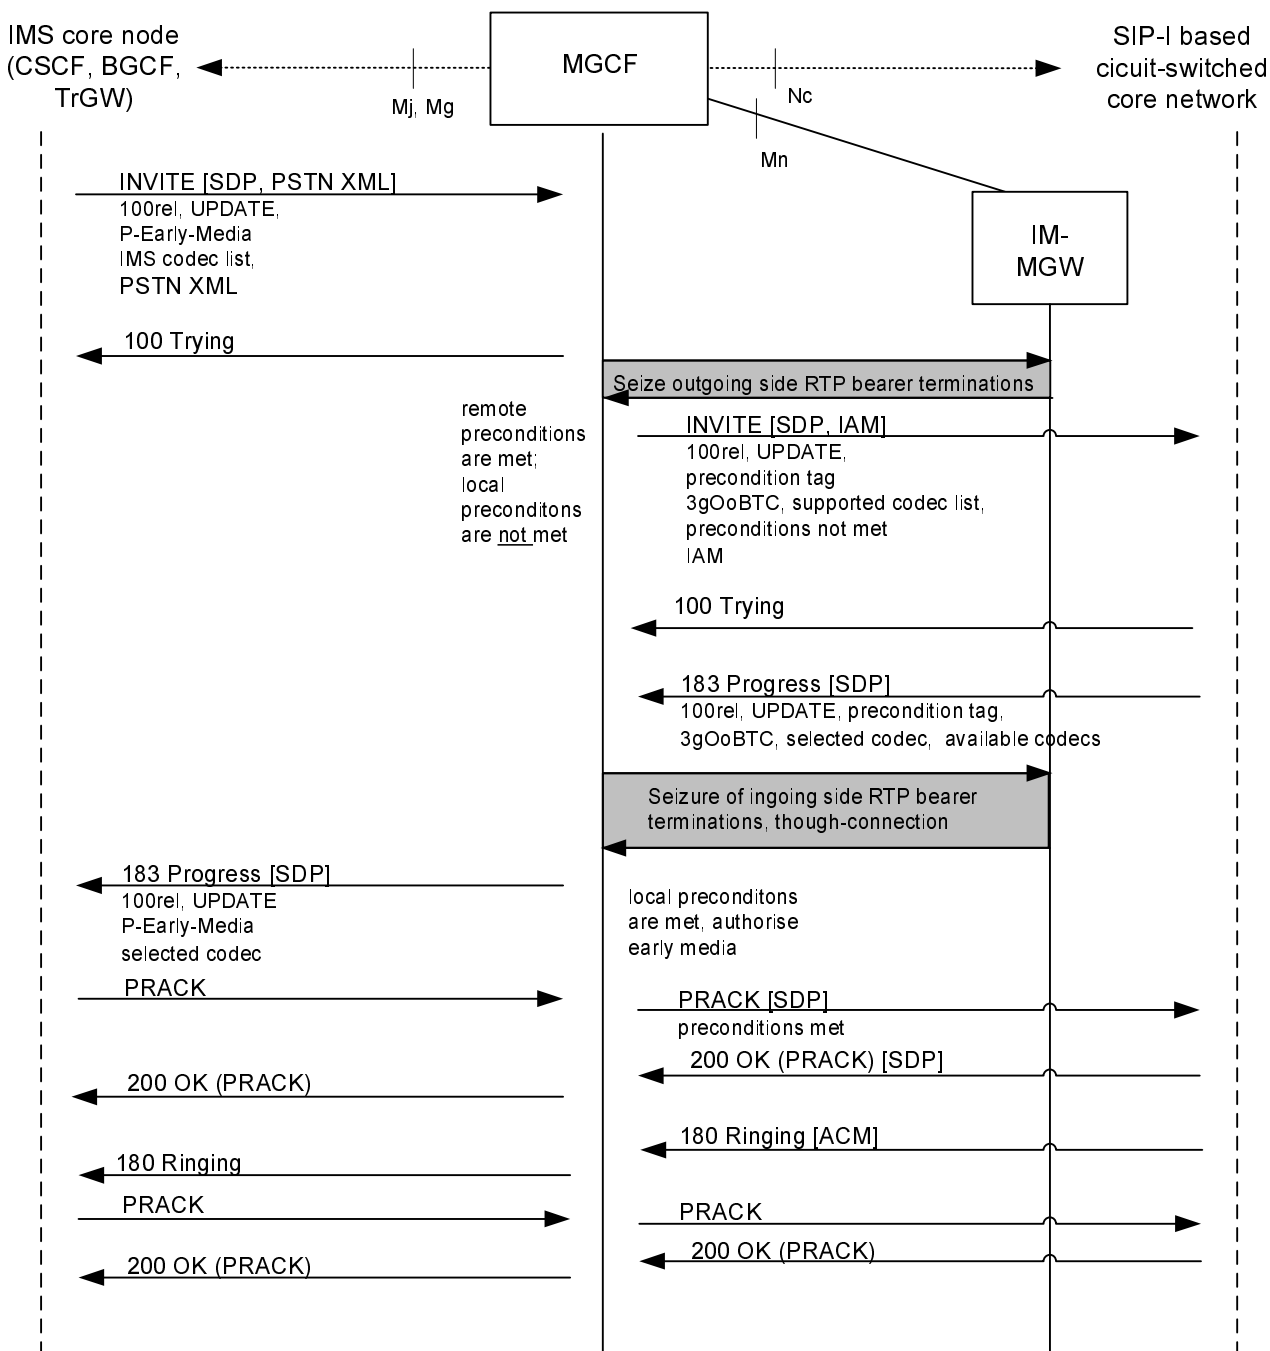 IMS core node
(CSCF, BGCF,
TrGW)
MGCF
SIP-I based
cicuit-switched
core network
Mj, Mg
Nc
Mn
INVITE [SDP, PSTN XML]
100rel, UPDATE,
P-Early-Media
IMS codec list,
PSTN XML
IM-
MGW
100 Trying
Seize outgoing side RTP bearer terminations
remote
preconditions
are met;
local
preconditons
are not met
INVITE [SDP, IAM]
100rel, UPDATE,
precondition tag
3gOoBTC, supported codec list,
preconditions not met
IAM
100 Trying
183 Progress [SDP]
100rel, UPDATE, precondition tag,
3gOoBTC, selected codec, available codecs
Seizure of ingoing side RTP bearer
terminations, though-connection
183 Progress [SDP]
100rel, UPDATE
P-Early-Media
selected codec
local preconditons
are met, authorise
early media
PRACK
PRACK [SDP]
preconditions met
200 OK (PRACK) [SDP]
200 OK (PRACK)
180 Ringing [ACM]
180 Ringing
PRACK
PRACK
200 OK (PRACK)
200 OK (PRACK)